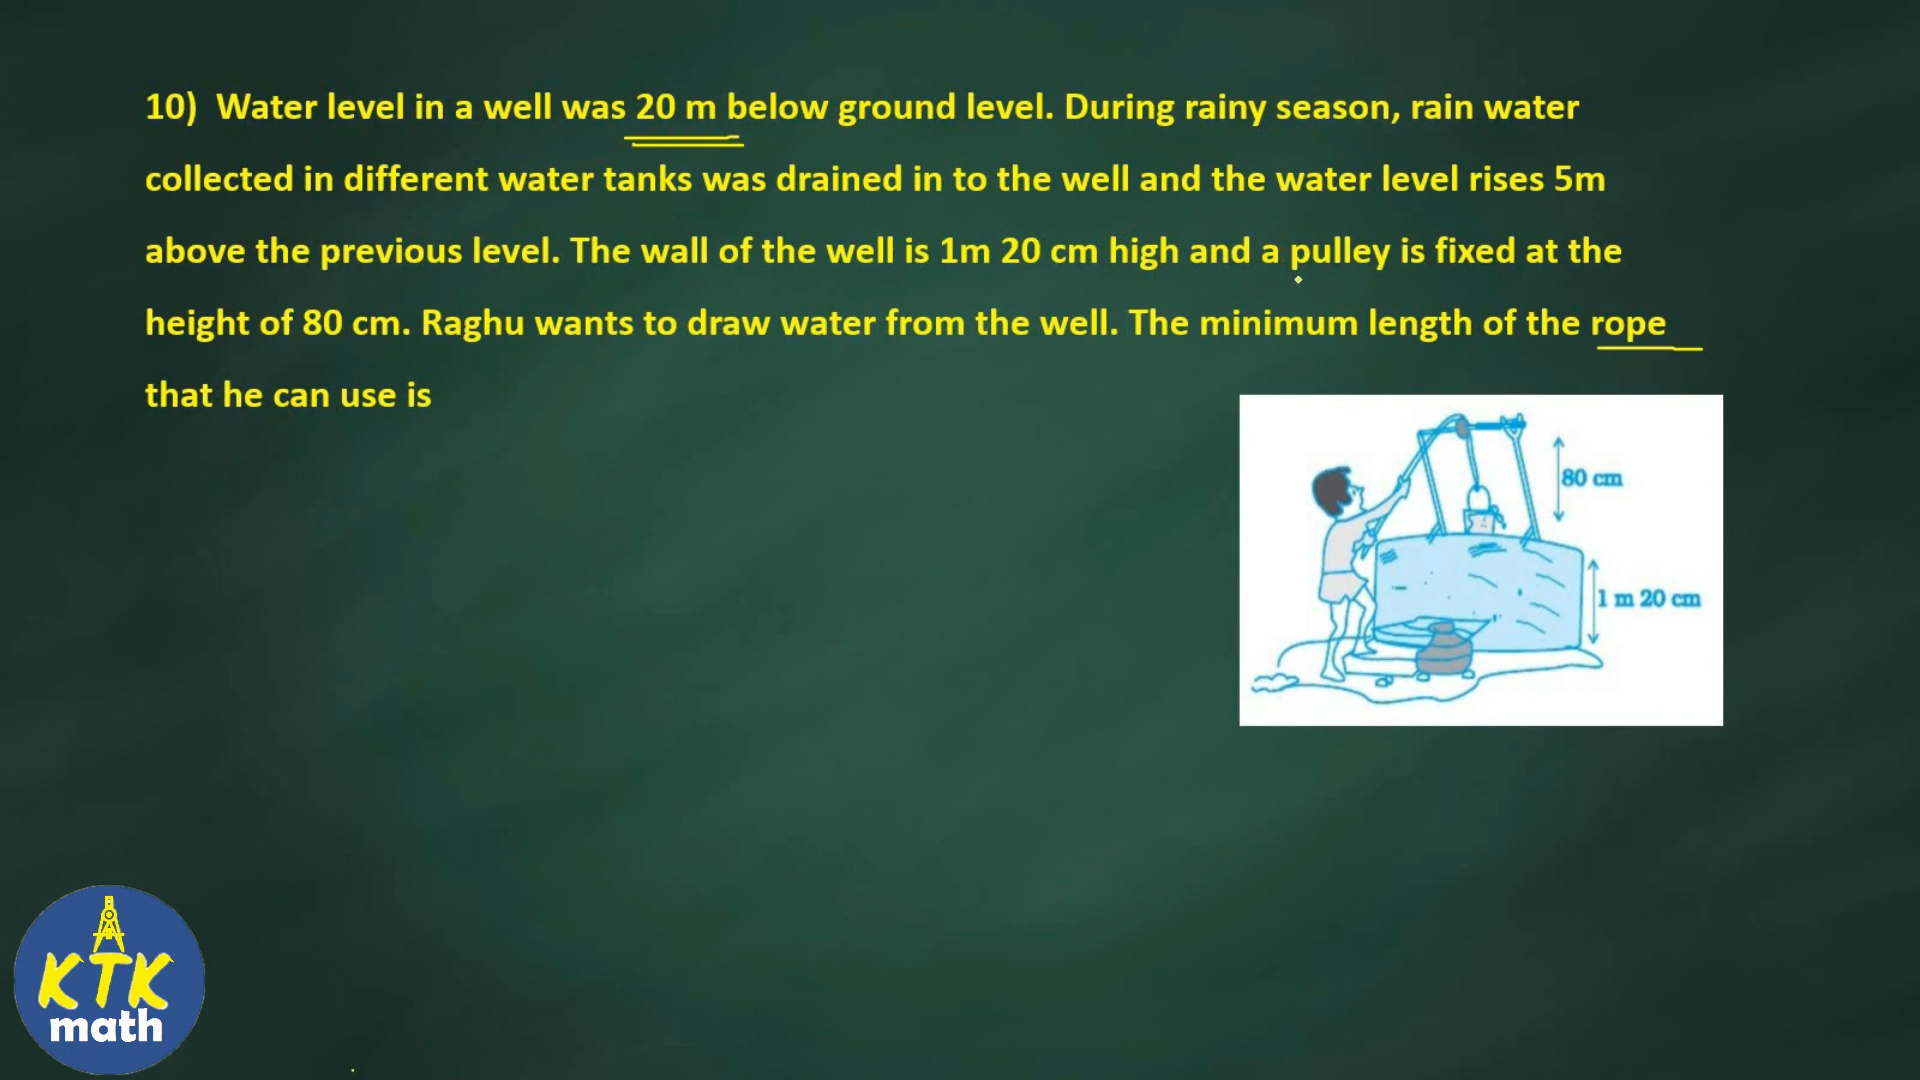 10)  Water level in a well was 20 m below ground level. During rainy season, rain water
collected in different water tanks was drained in to the well and the water level rises 5m
above the previous level. The wall of the well is 1m 20 cm high and a pulley is fixed at the
height of 80 cm. Raghu wants to draw water from the well. The minimum length of the rope
that he can use is
80 cm
1 m 20 cm
KTK
math